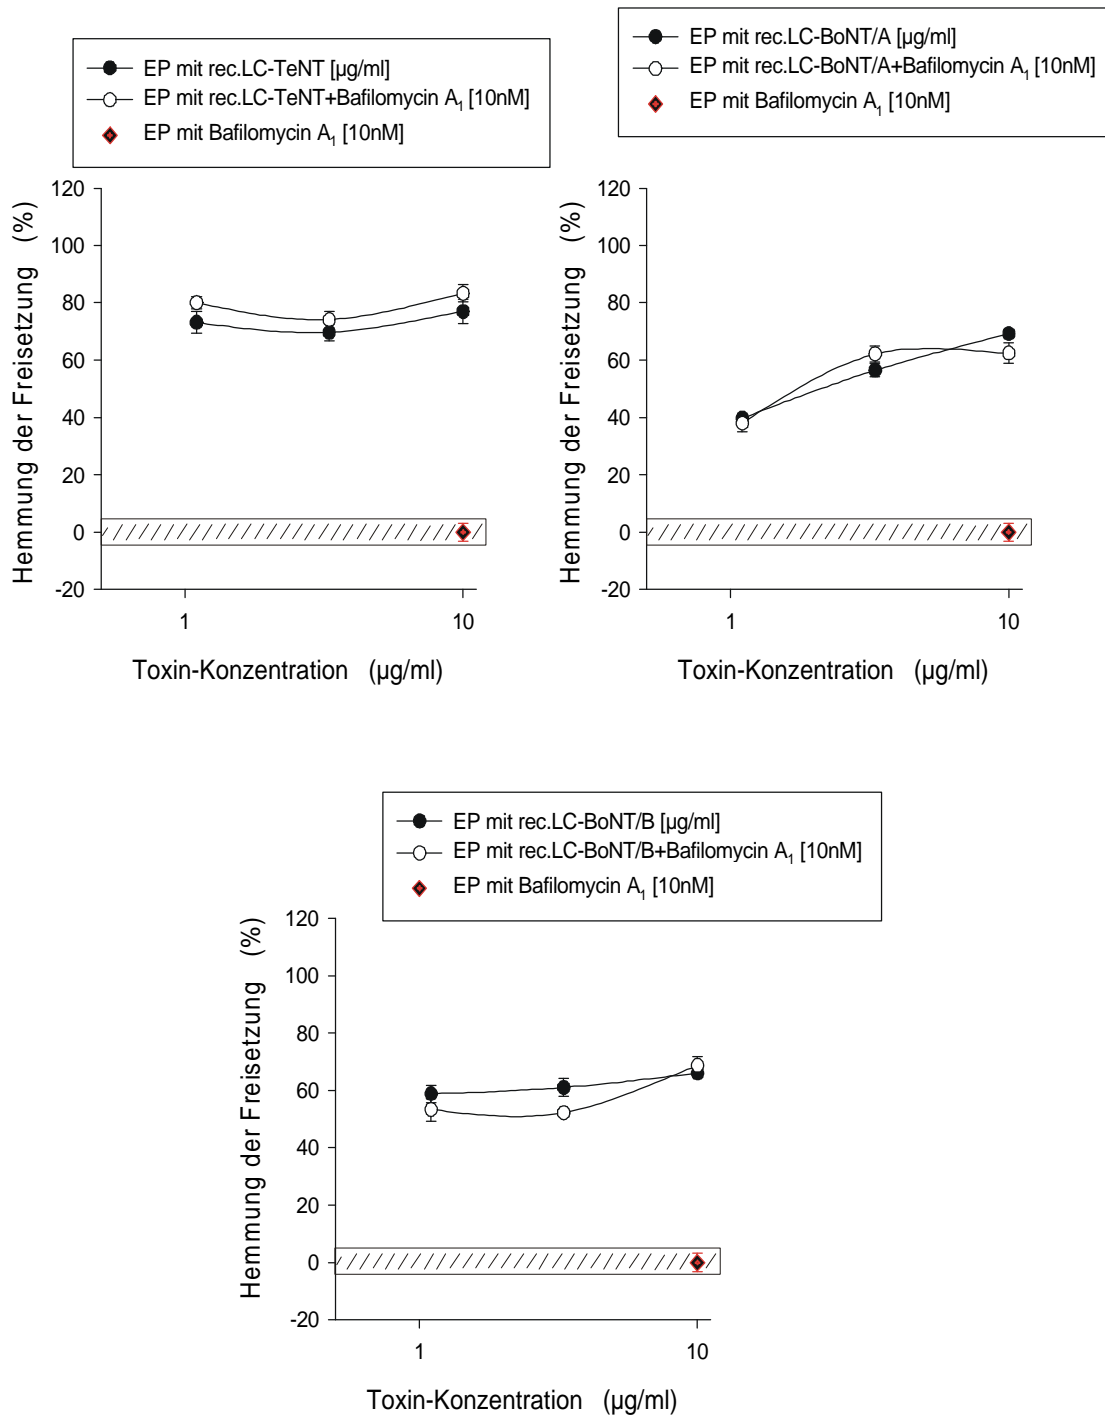 EP mit rec.LC-TeNT [µg/ml]
EP mit rec.LC-TeNT+Bafilomycin A₁ [10nM]
EP mit Bafilomycin A₁ [10nM]
120
100
80
60
40
20
0
-20
Hemmung der Freisetzung (%)
1
10
Toxin-Konzentration (µg/ml)
EP mit rec.LC-BoNT/A [µg/ml]
EP mit rec.LC-BoNT/A+Bafilomycin A₁ [10nM]
EP mit Bafilomycin A₁ [10nM]
120
100
80
60
40
20
0
-20
Hemmung der Freisetzung (%)
1
10
Toxin-Konzentration (µg/ml)
EP mit rec.LC-BoNT/B [µg/ml]
EP mit rec.LC-BoNT/B+Bafilomycin A₁ [10nM]
EP mit Bafilomycin A₁ [10nM]
120
100
80
60
40
20
0
-20
Hemmung der Freisetzung (%)
1
10
Toxin-Konzentration (µg/ml)